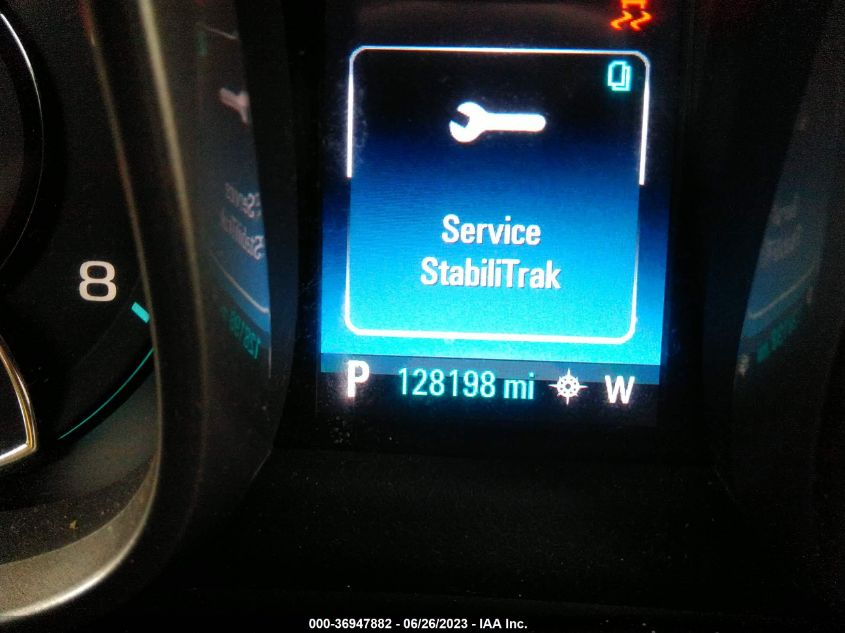 Service
StabiliTrak
8
P 128198 mi W
000-36947882 - 06/26/2023 - IAA Inc.